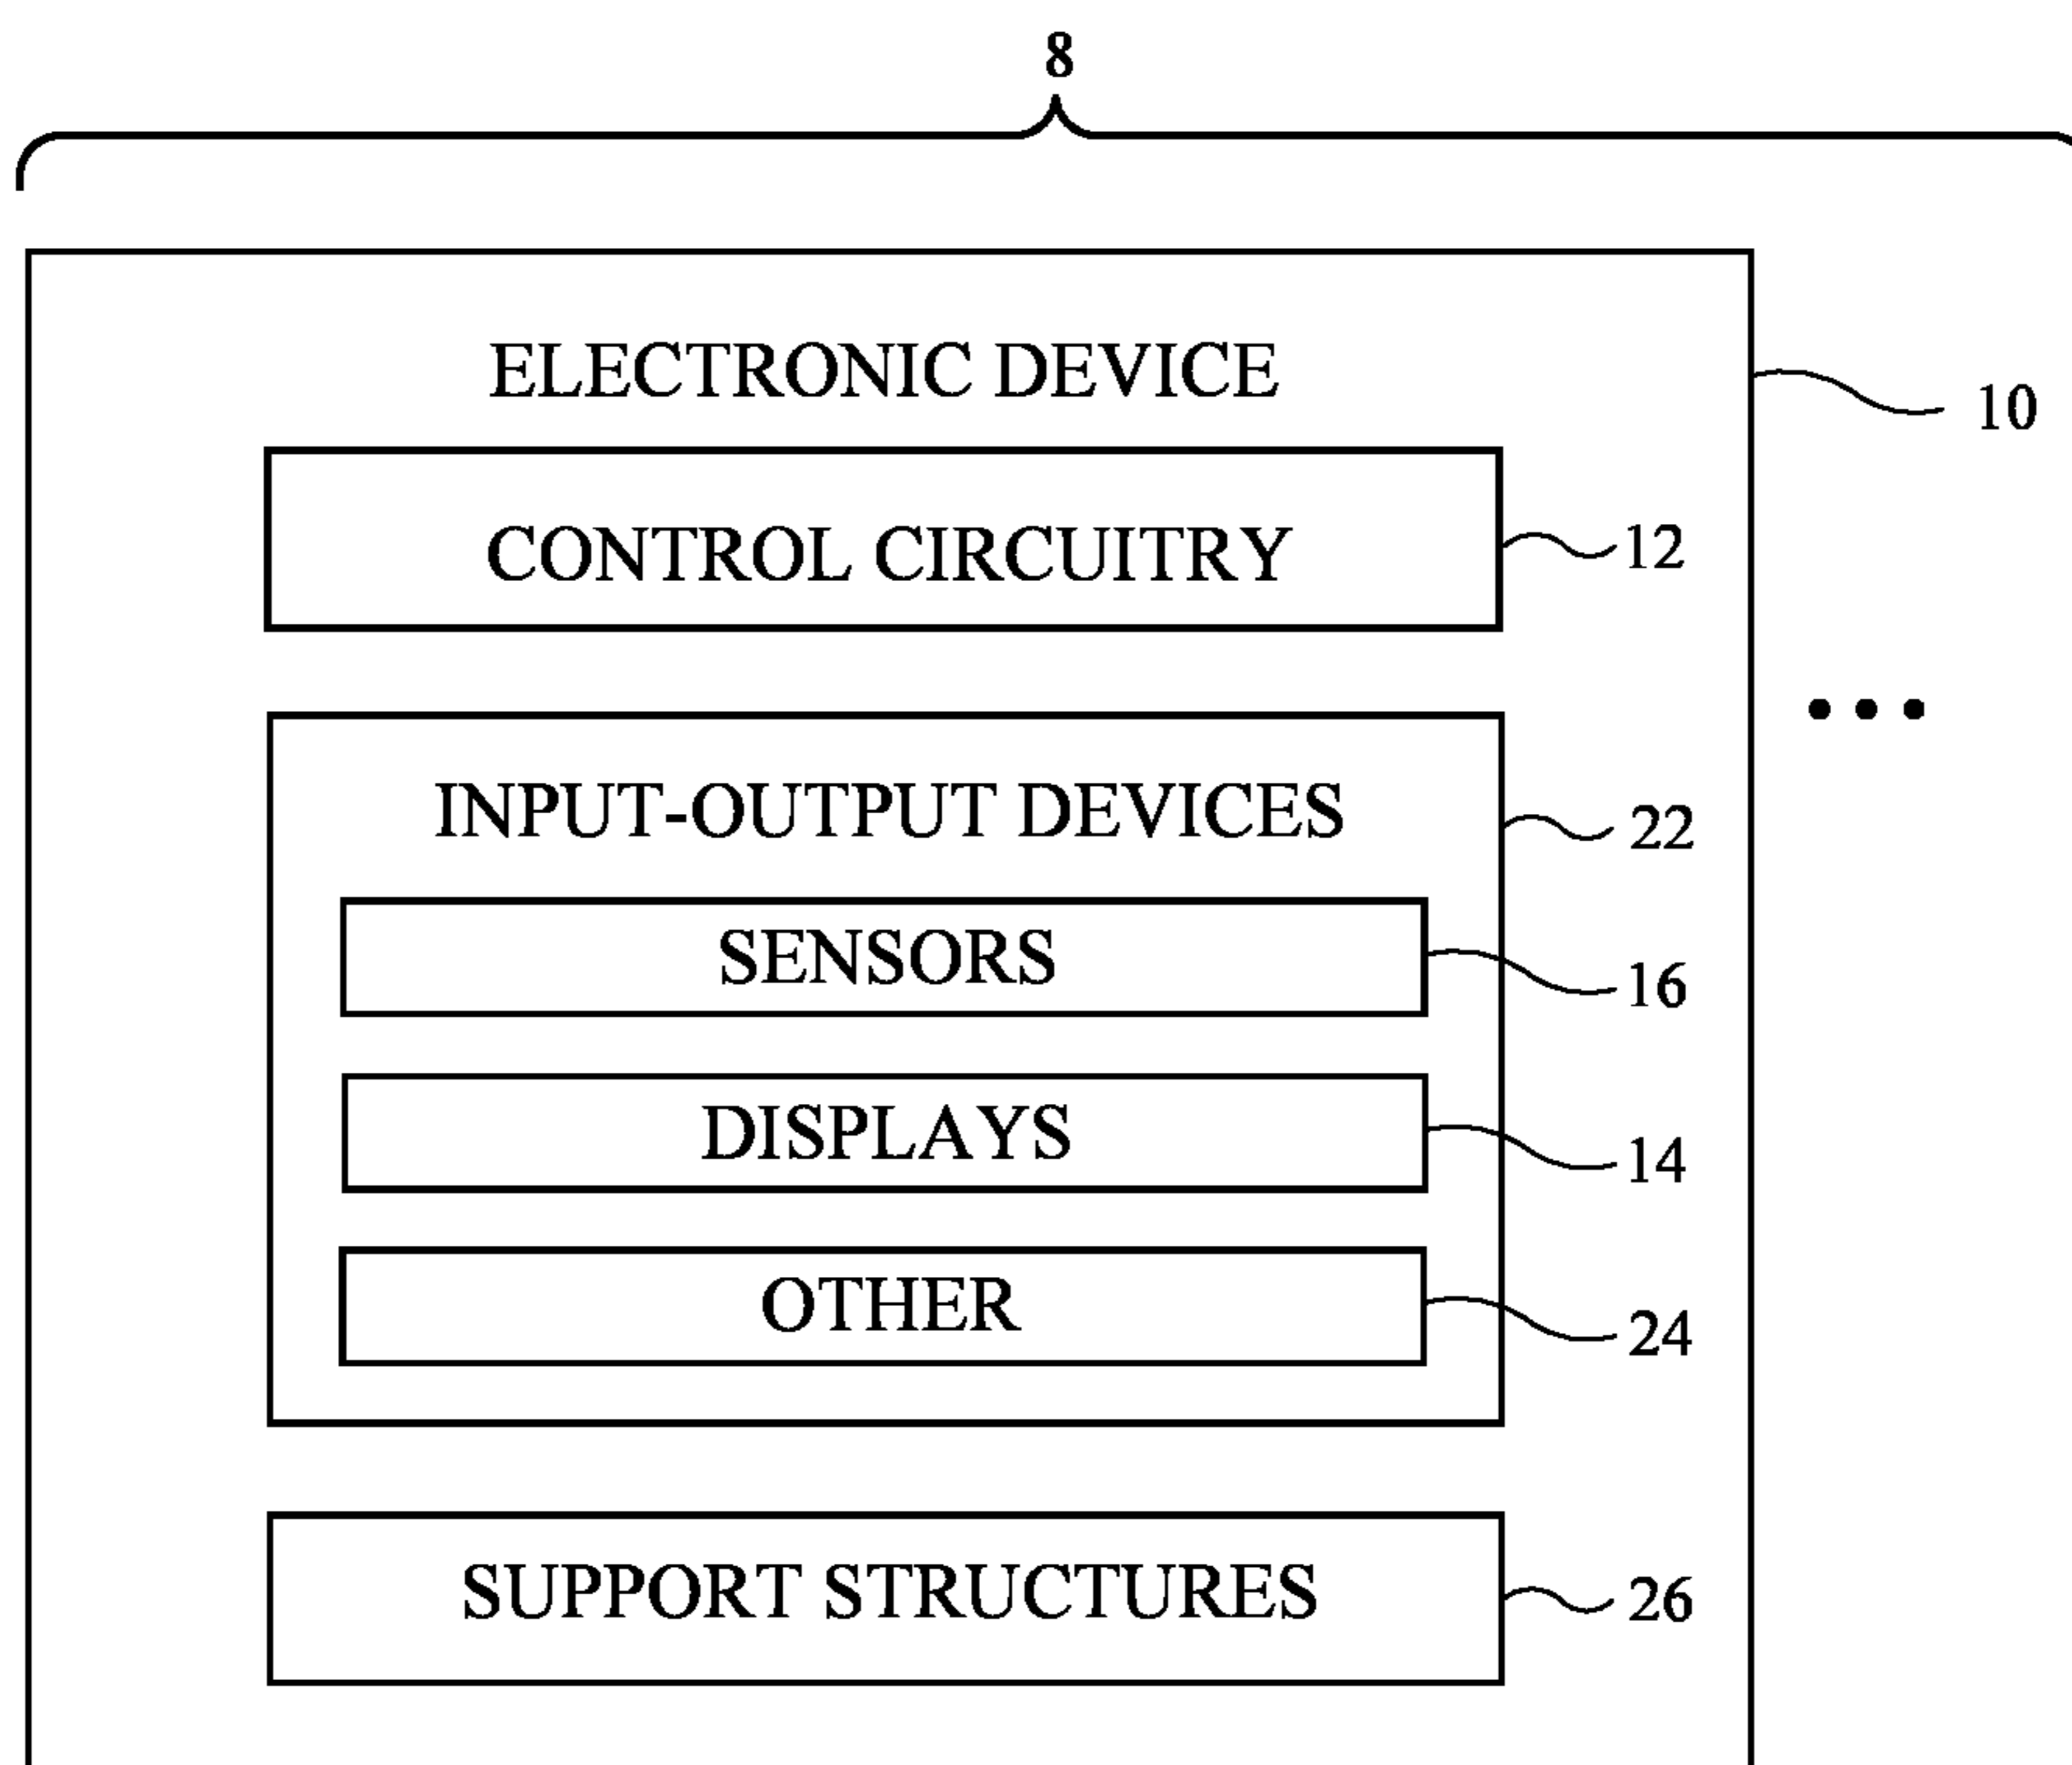 8
ELECTRONIC DEVICE
10
CONTROL CIRCUITRY
12
INPUT-OUTPUT DEVICES
22
SENSORS
16
DISPLAYS
14
OTHER
24
SUPPORT STRUCTURES
26